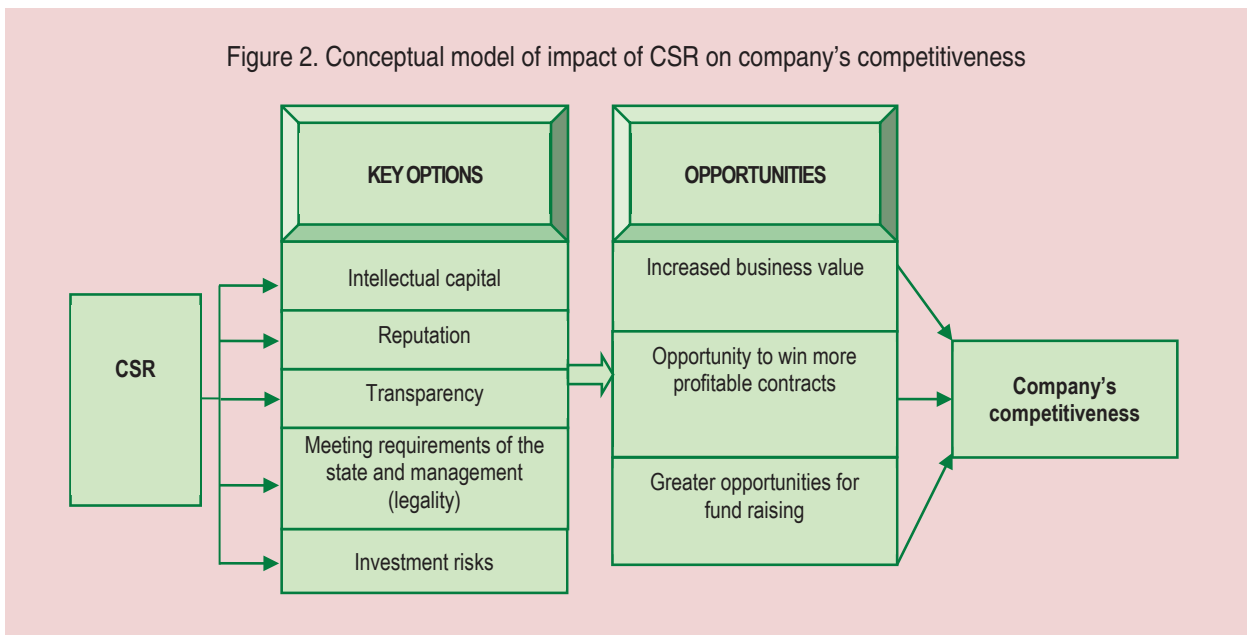 Figure 2. Conceptual model of impact of CSR on company’s competitiveness
CSR
KEY OPTIONS
Intellectual capital
Reputation
Transparency
Meeting requirements of the
state and management
(legality)
Investment risks
OPPORTUNITIES
Increased business value
Opportunity to win more
profitable contracts
Greater opportunities for
fund raising
Company’s
competitiveness